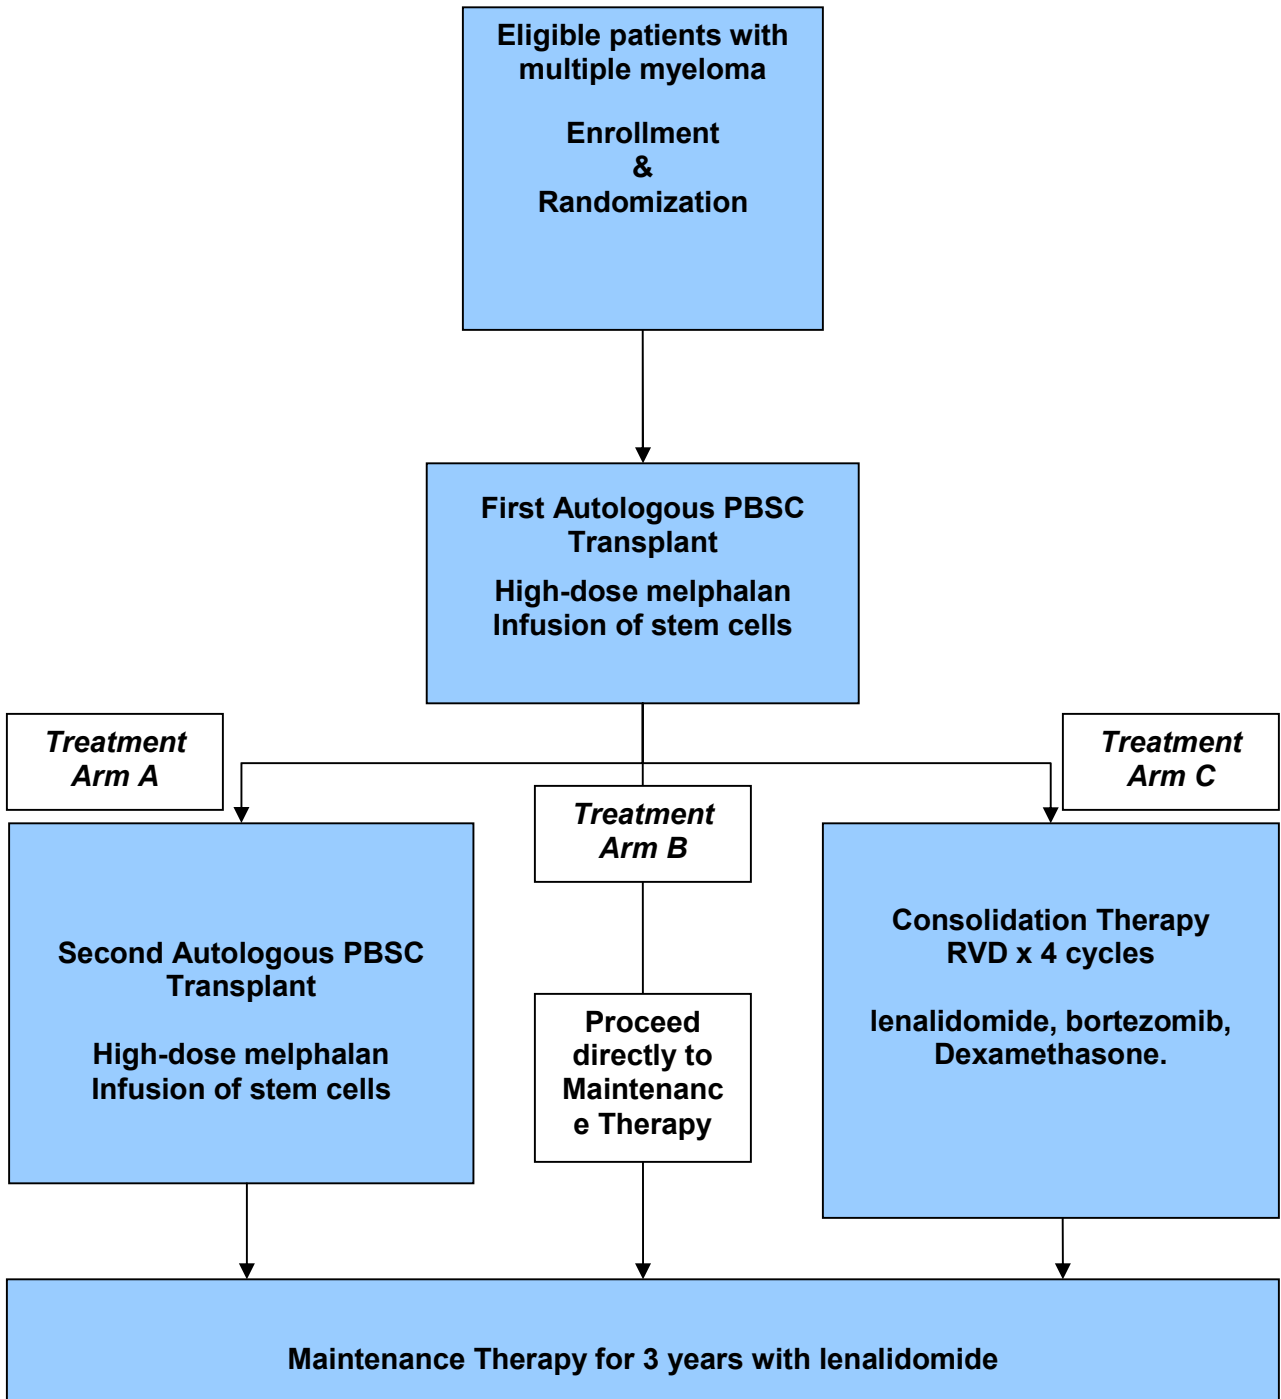 Eligible patients with
multiple myeloma
Enrollment
&
Randomization
First Autologous PBSC
Transplant
High-dose melphalan
Infusion of stem cells
Treatment
Arm A
Treatment
Arm B
Treatment
Arm C
Second Autologous PBSC
Transplant
High-dose melphalan
Infusion of stem cells
Proceed
directly to
Maintenanc
e Therapy
Consolidation Therapy
RVD x 4 cycles
lenalidomide, bortezomib,
Dexamethasone.
Maintenance Therapy for 3 years with lenalidomide